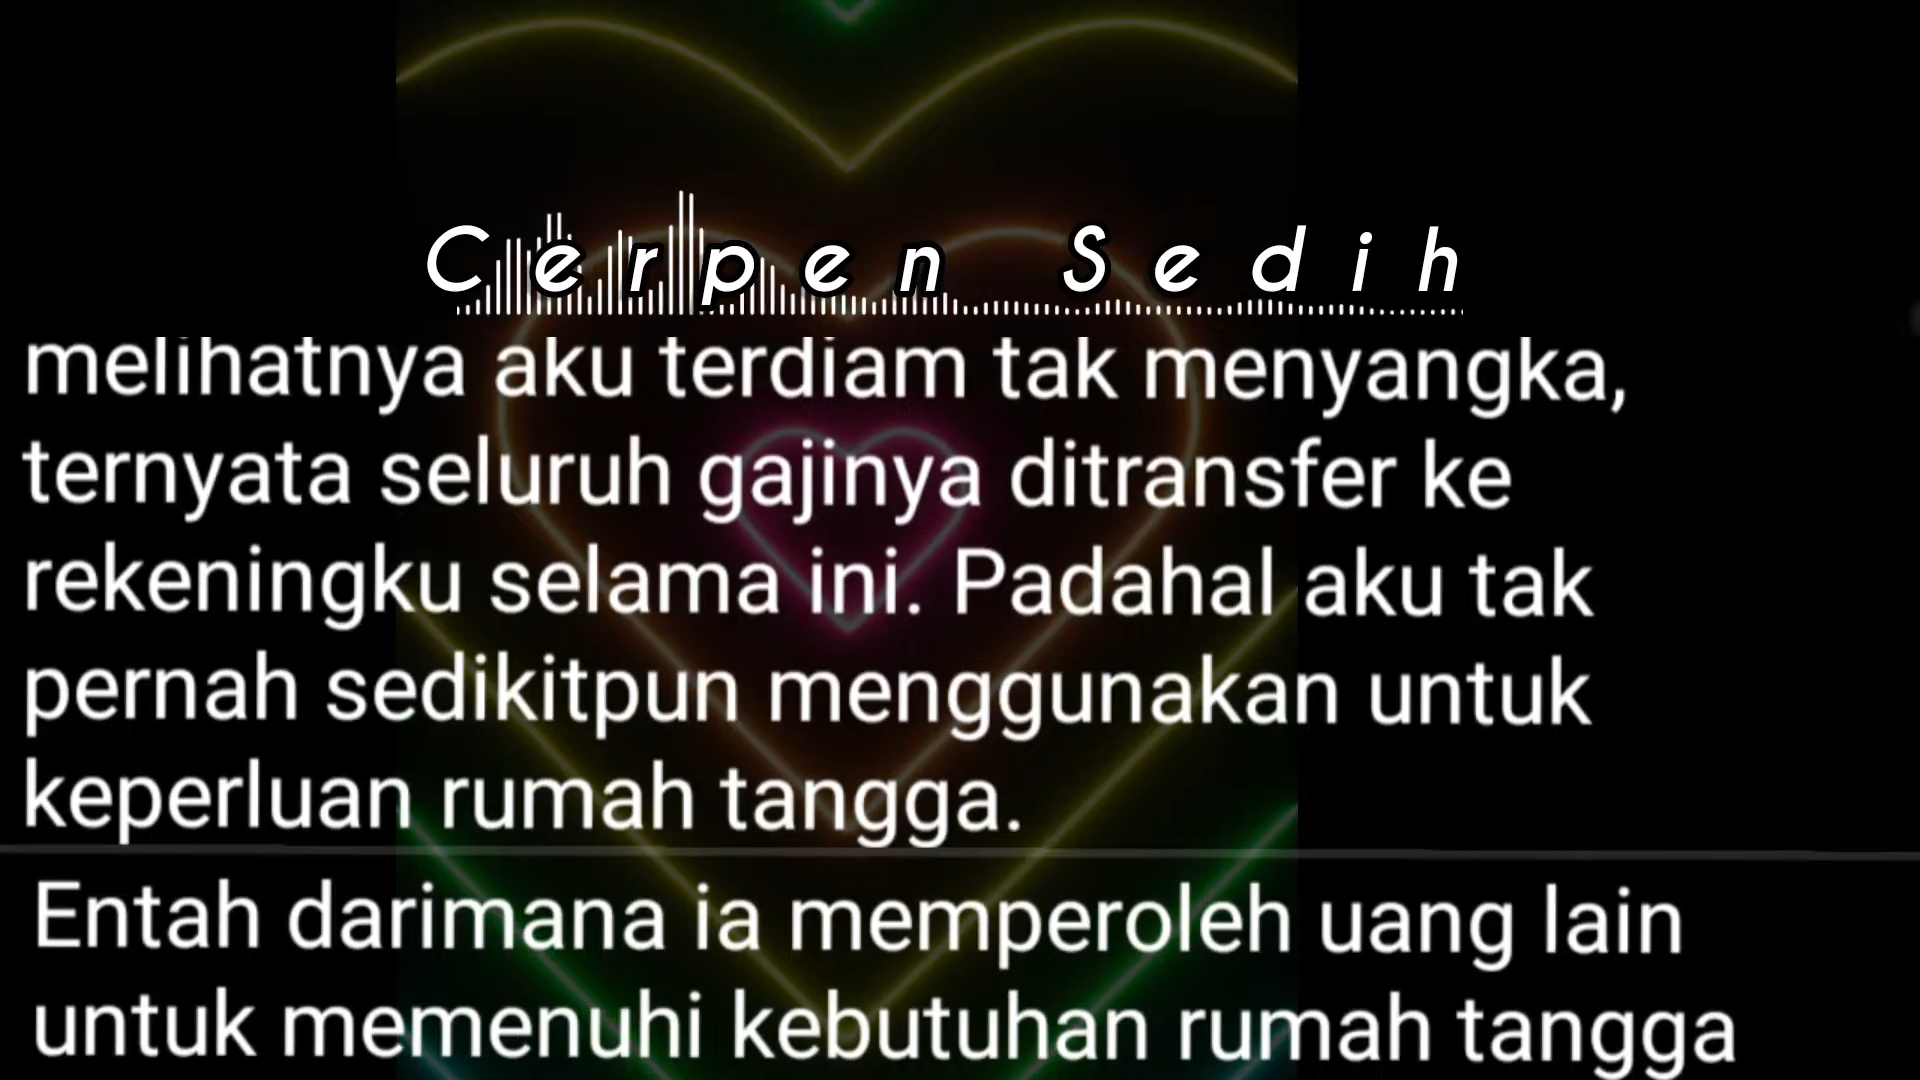 Cerpen Sedih
melihatnya aku terdiam tak menyangka,
ternyata seluruh gajinya ditransfer ke
rekeningku selama ini. Padahal aku tak
pernah sedikitpun menggunakan untuk
keperluan rumah tangga.
Entah darimana ia memperoleh uang lain
untuk memenuhi kebutuhan rumah tangga